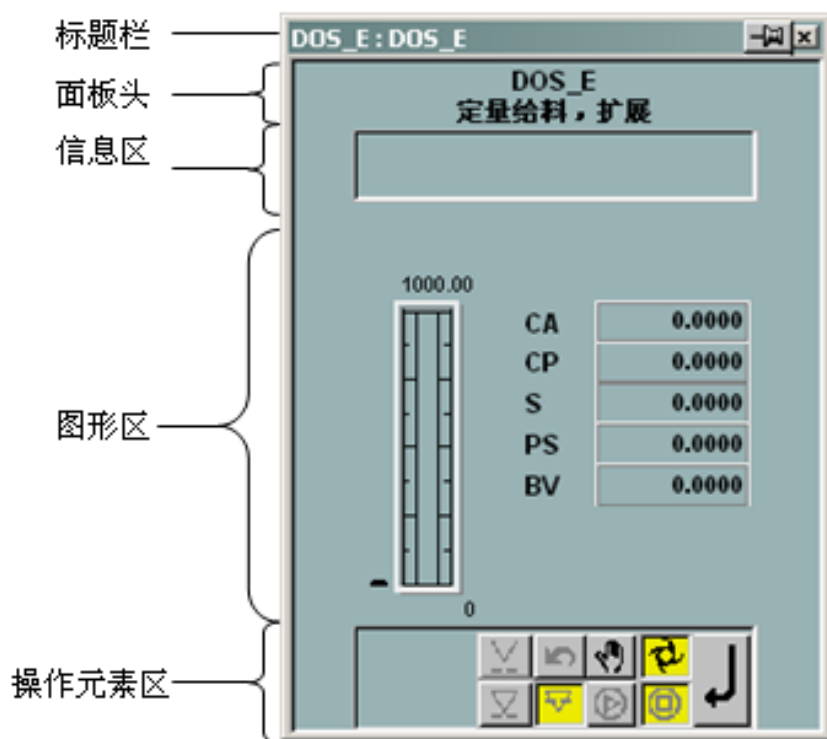 标题栏
DOS_E:DOS_E
面板头
DOS_E
定量给料，扩展
信息区
1000.00
CA 0.0000
CP 0.0000
S 0.0000
PS 0.0000
BV 0.0000
图形区
0
操作元素区